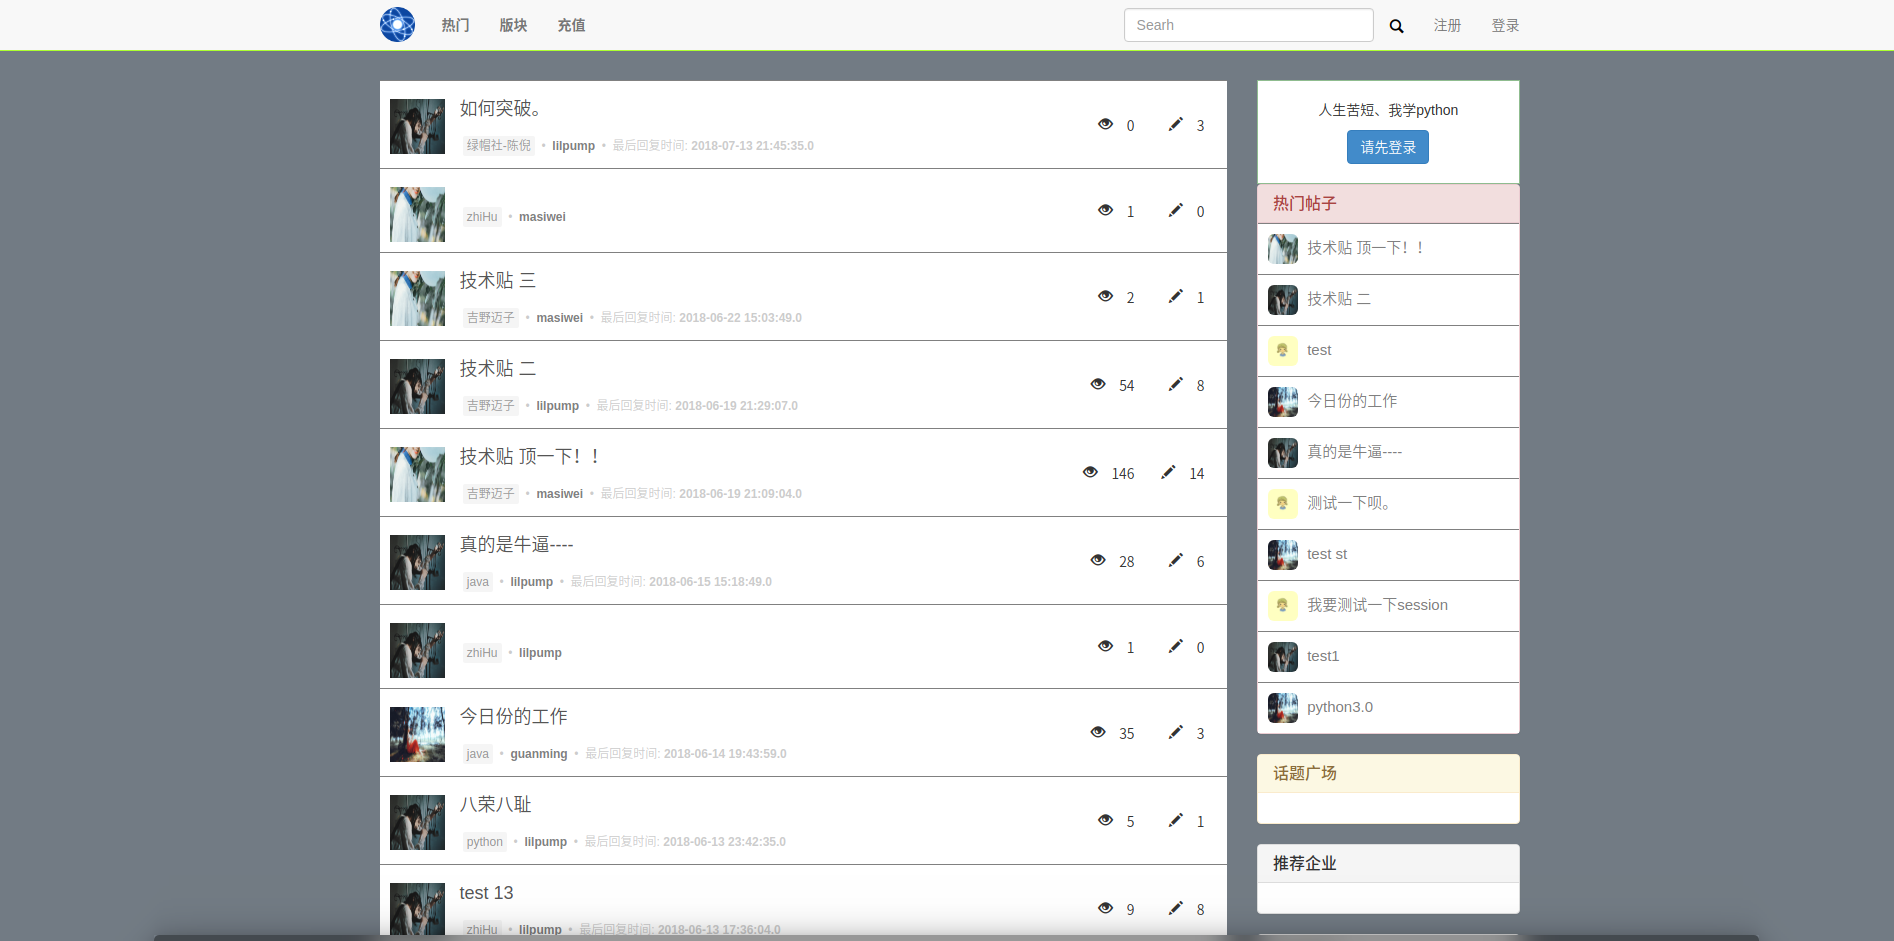 热门 版块 充值 Searh 注册 登录
如何突破。
0 3
绿帽社-陈倪 • lilpump • 最后回复时间: 2018-07-13 21:45:35.0
1 0
zhiHu • masiwei
技术贴 三
2 1
吉野迈子 • masiwei • 最后回复时间: 2018-06-22 15:03:49.0
技术贴 二
54 8
吉野迈子 • lilpump • 最后回复时间: 2018-06-19 21:29:07.0
技术贴 顶一下！！
146 14
吉野迈子 • masiwei • 最后回复时间: 2018-06-19 21:09:04.0
真的是牛逼----
28 6
java • lilpump • 最后回复时间: 2018-06-15 15:18:49.0
1 0
zhiHu • lilpump
今日份的工作
35 3
java • guanming • 最后回复时间: 2018-06-14 19:43:59.0
八荣八耻
5 1
python • lilpump • 最后回复时间: 2018-06-13 23:42:35.0
test 13
9 8
zhiHu • lilpump • 最后回复时间: 2018-06-13 17:36:04.0
人生苦短、我学python
请先登录
热门帖子
技术贴 顶一下！！
技术贴 二
test
今日份的工作
真的是牛逼----
测试一下呗。
test st
我要测试一下session
test1
python3.0
话题广场
推荐企业